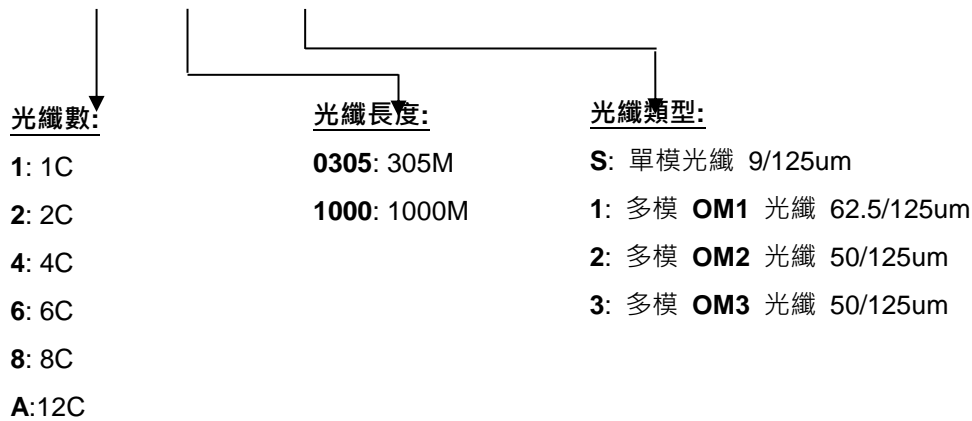 光纖數:
1: 1C
2: 2C
4: 4C
6: 6C
8: 8C
A:12C
光纖長度:
0305: 305M
1000: 1000M
光纖類型:
S: 單模光纖 9/125um
1: 多模 OM1 光纖 62.5/125um
2: 多模 OM2 光纖 50/125um
3: 多模 OM3 光纖 50/125um